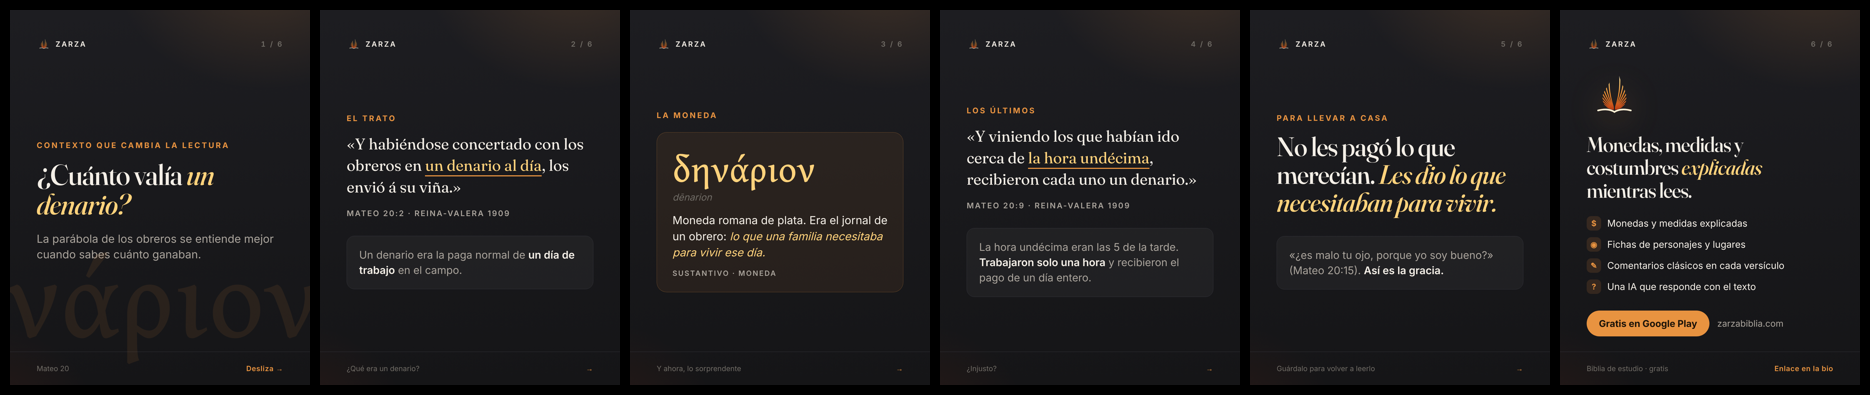 ZARZA
1 / 6
CONTEXTO QUE CAMBIA LA LECTURA
¿Cuánto valía un
denario?
La parábola de los obreros se entiende mejor
cuando sabes cuánto ganaban.
νάριον
Mateo 20
Desliza →
ZARZA
2 / 6
EL TRATO
«Y habiéndose concertado con los
obreros en un denario al día, los
envió á su viña.»
MATEO 20:2 · REINA-VALERA 1909
Un denario era la paga normal de un día de
trabajo en el campo.
¿Qué era un denario?
→
ZARZA
3 / 6
LA MONEDA
δηνάριον
dēnarion
Moneda romana de plata. Era el jornal de
un obrero: lo que una familia necesitaba
para vivir ese día.
SUSTANTIVO · MONEDA
Y ahora, lo sorprendente
→
ZARZA
4 / 6
LOS ÚLTIMOS
«Y viniendo los que habían ido
cerca de la hora undécima,
recibieron cada uno un denario.»
MATEO 20:9 · REINA-VALERA 1909
La hora undécima eran las 5 de la tarde.
Trabajaron solo una hora y recibieron el
pago de un día entero.
¿Injusto?
→
ZARZA
5 / 6
PARA LLEVAR A CASA
No les pagó lo que
merecían. Les dio lo que
necesitaban para vivir.
«¿es malo tu ojo, porque yo soy bueno?»
(Mateo 20:15). Así es la gracia.
Guárdalo para volver a leerlo
→
ZARZA
6 / 6
Monedas, medidas y
costumbres explicadas
mientras lees.
$ Monedas y medidas explicadas
Fichas de personajes y lugares
Comentarios clásicos en cada versículo
? Una IA que responde con el texto
Gratis en Google Play
zarzabiblia.com
Biblia de estudio · gratis
Enlace en la bio